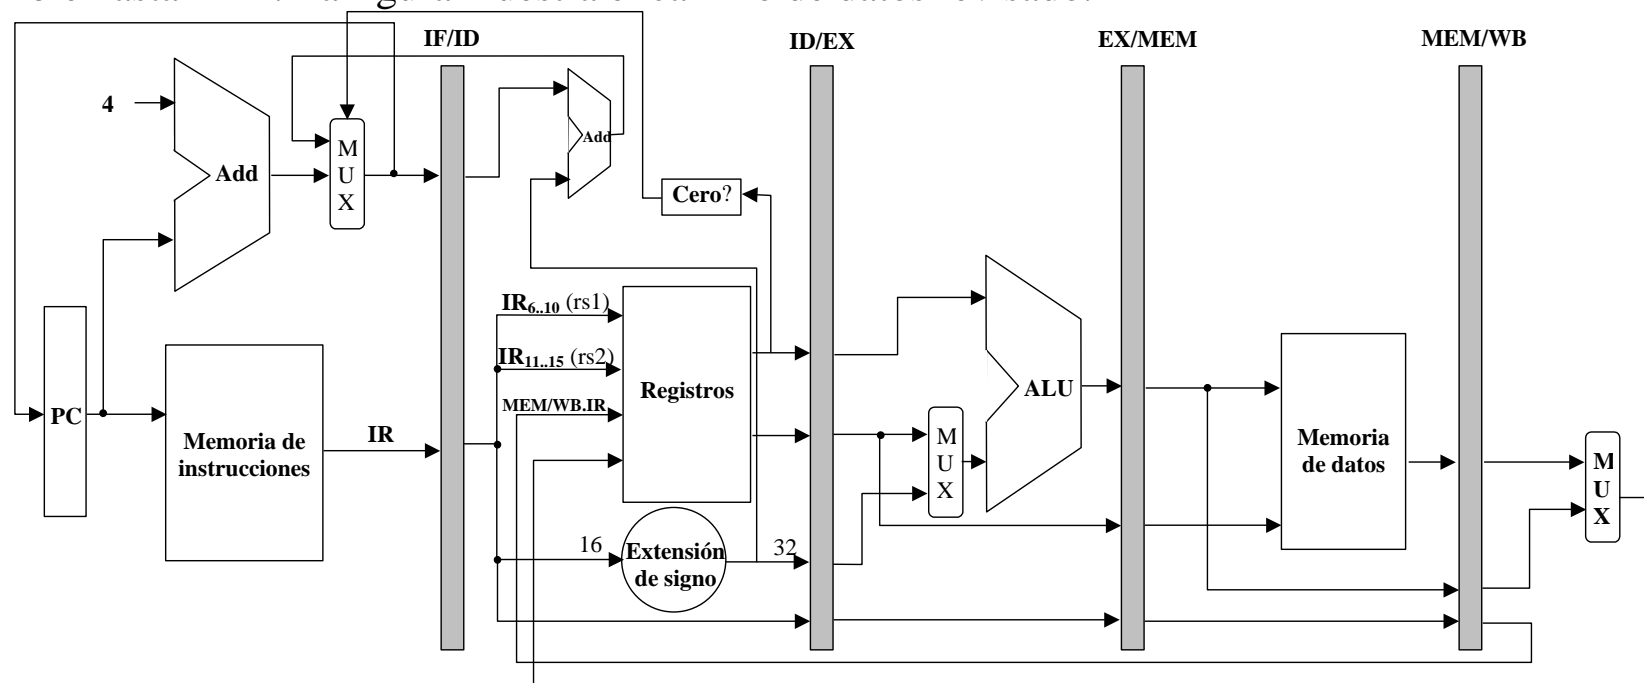 IF/ID
ID/EX
EX/MEM
MEM/WB
4
Add
M
U
X
Add
Cero?
IR6..10 (rs1)
IR11..15 (rs2)
MEM/WB.IR
Registros
PC
Memoria de
instrucciones
IR
16
Extensión
de signo
32
M
U
X
ALU
Memoria
de datos
M
U
X